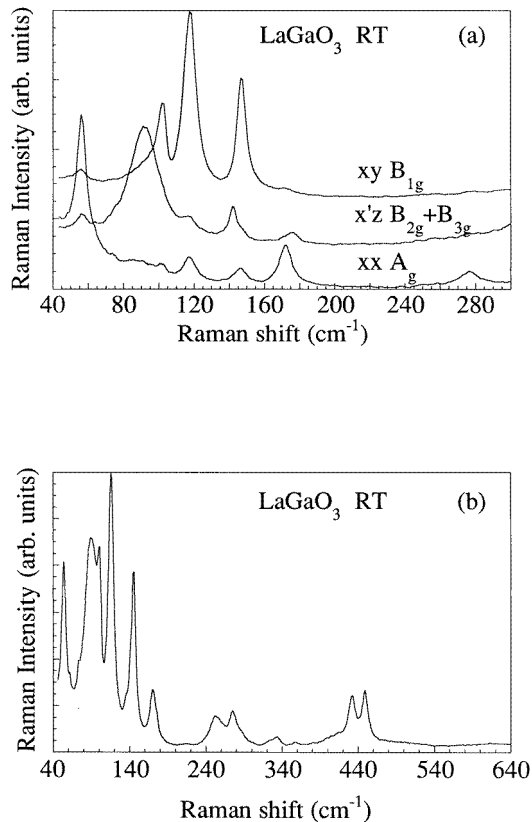 LaGaO₃ RT (a)
Raman Intensity (arb. units)
xy B₁g
x'z B₂g+B₃g
xx Ag
40 80 120 160 200 240 280
Raman shift (cm⁻¹)
LaGaO₃ RT (b)
Raman Intensity (arb. units)
40 140 240 340 440 540 640
Raman shift (cm⁻¹)